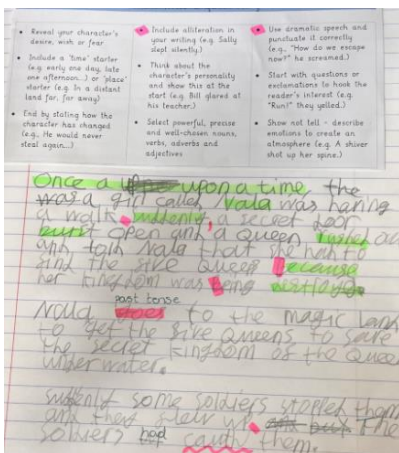 Reveal your character's
desire, wish or fear
Include a 'time' starter
(e.g. early one day, late
one afternoon...) or 'place'
starter (e.g. In a distant
land far, far away)
End by stating how the
character has changed
(e.g. He would never
steal again...)
Include alliteration in
your writing (e.g. Sally
slept silently.)
Think about the
character's personality
and show this at the
start (e.g. Bill glared at
his teacher.)
Select powerful, precise
and well-chosen nouns,
verbs, adverbs and
adjectives
Use dramatic speech and
punctuate it correctly
(e.g., "How do we escape
now?" he screamed.)
Start with questions or
exclamations to hook the
reader's interest (e.g.
"Run!" they yelled.)
Show not tell - describe
emotions to create an
atmosphere (e.g. A shiver
shot up her spine.)
Once a upon a time the
was a girl called Nala was having
a walk suddenly a secret door
burst open and a Queen rushed out
and told Nala that she had to
find the five Queen because
her kingdom was being
past tense
Nala goes to the magic land
to get the five Queens to save
the secret kingdom of the Queen
under water.
suddenly some soldiers stopped them
and they The
soldiers had them.